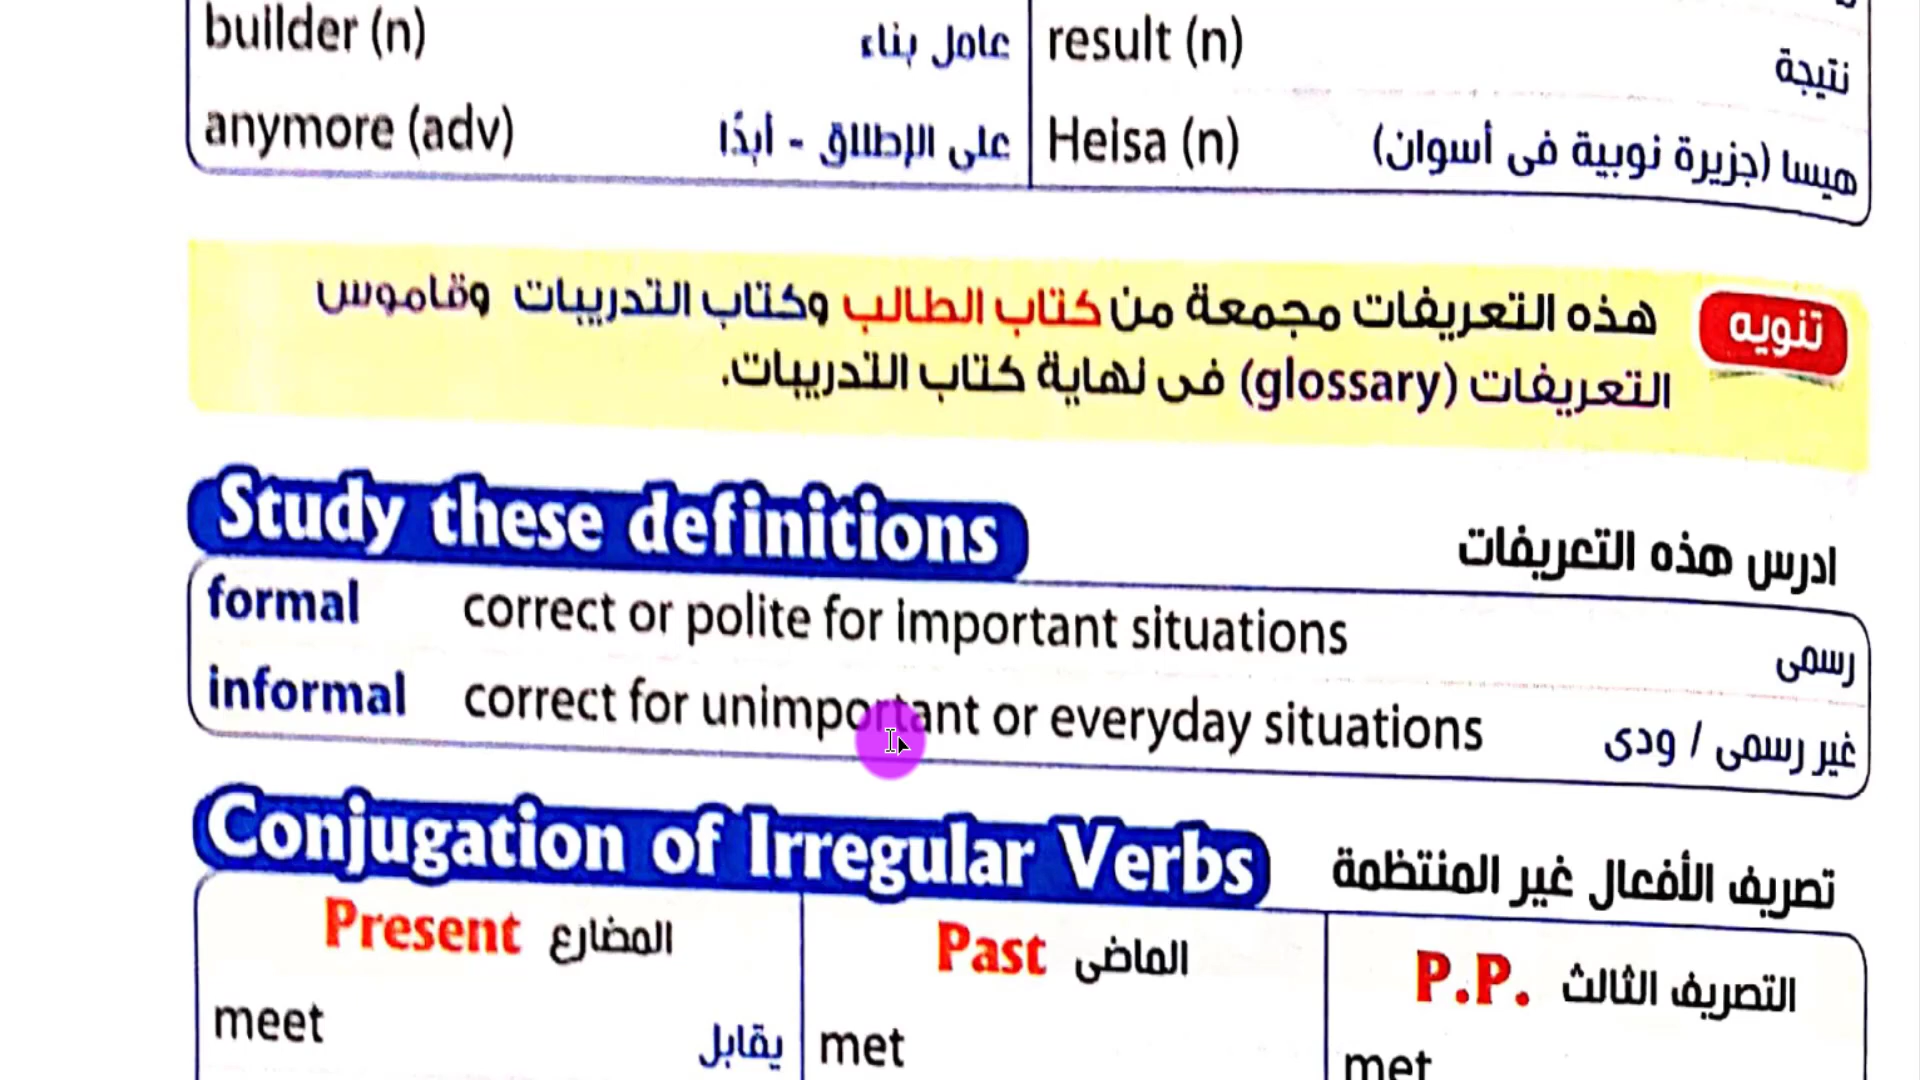 builder (n) عامل بناء result (n) نتيجة
anymore (adv) على الإطلاق - أبدًا Heisa (n) هيسا (جزيرة نوبية فى أسوان)
تنويه هذه التعريفات مجمعة من كتاب الطالب وكتاب التدريبات وقاموس
التعريفات (glossary) فى نهاية كتاب التدريبات.
Study these definitions ادرس هذه التعريفات
formal correct or polite for important situations رسمى
informal correct for unimportant or everyday situations غير رسمى / ودى
Conjugation of Irregular Verbs تصريف الأفعال غير المنتظمة
Present المضارع Past الماضى P.P. التصريف الثالث
meet يقابل met met